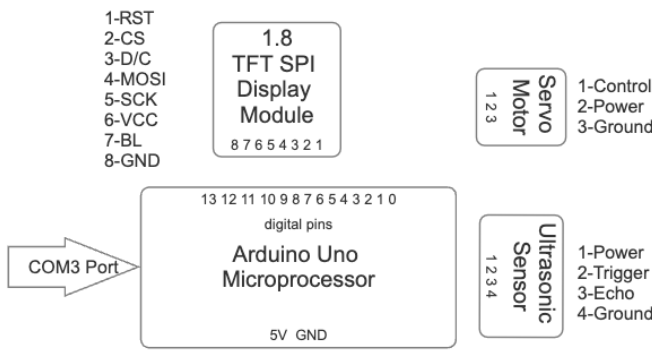 1-RST
2-CS
3-D/C
4-MOSI
5-SCK
6-VCC
7-BL
8-GND
1.8
TFT SPI
Display
Module
8 7 6 5 4 3 2 1
Servo
Motor
1 2 3
1-Control
2-Power
3-Ground
13 12 11 10 9 8 7 6 5 4 3 2 1 0
digital pins
Arduino Uno
Microprocessor
5V GND
COM3 Port
Ultrasonic
Sensor
1 2 3 4
1-Power
2-Trigger
3-Echo
4-Ground